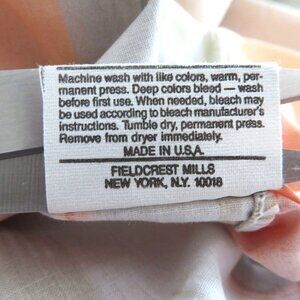 Machine wash with like colors, warm, per-
manent press. Deep colors bleed — wash
before first use. When needed, bleach may
be used according to bleach manufacturer's
instructions. Tumble dry, permanent press.
Remove from dryer immediately.
MADE IN U.S.A.
FIELDCREST MILLS
NEW YORK, N.Y. 10018